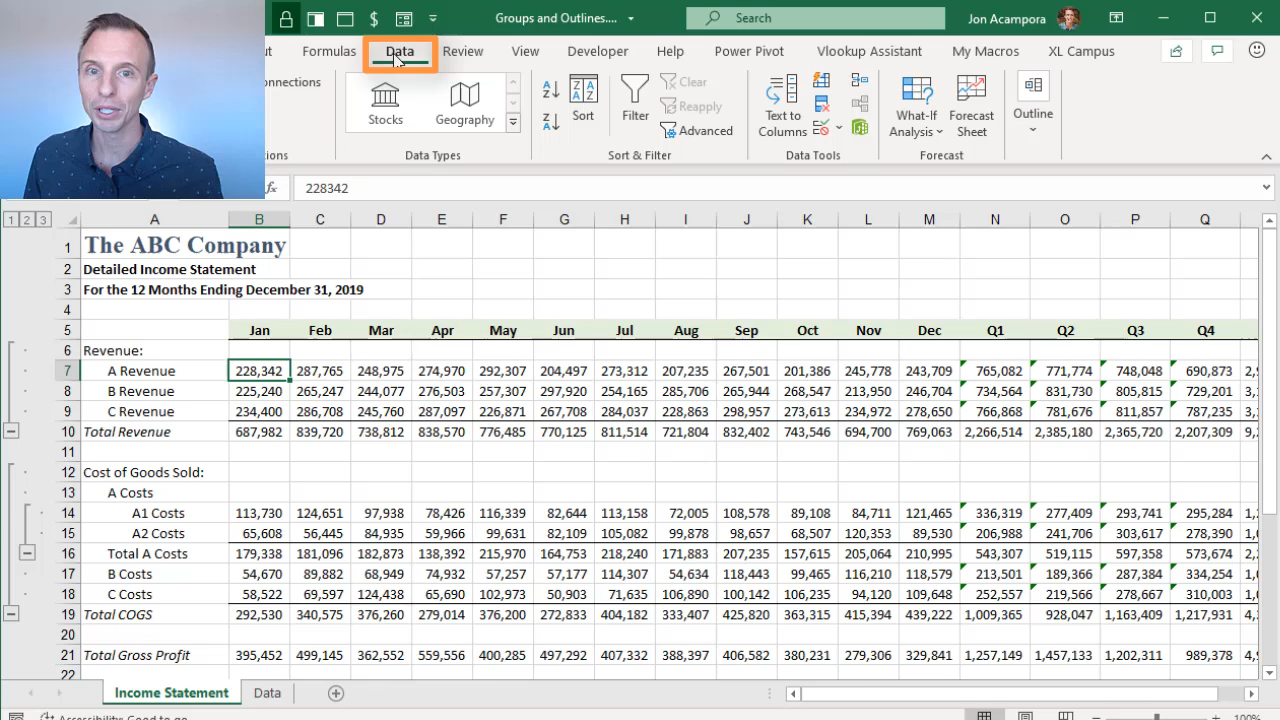 $ Groups and Outlines.... Search Jon Acampora
Formulas Data Review View Developer Help Power Pivot Vlookup Assistant My Macros XL Campus
Stocks Geography Sort Filter Clear Reapply Advanced Text to Columns What-If Analysis Forecast Sheet Outline
Data Types Sort & Filter Data Tools Forecast
fx 228342
1 2 3 A B C D E F G H I J K L M N O P Q
1 The ABC Company
2 Detailed Income Statement
3 For the 12 Months Ending December 31, 2019
4
5 Jan Feb Mar Apr May Jun Jul Aug Sep Oct Nov Dec Q1 Q2 Q3 Q4
6 Revenue:
7 A Revenue 228,342 287,765 248,975 274,970 292,307 204,497 273,312 207,235 267,501 201,386 245,778 243,709 765,082 771,774 748,048 690,873
8 B Revenue 225,240 265,247 244,077 276,503 257,307 297,920 254,165 285,706 265,944 268,547 213,950 246,704 734,564 831,730 805,815 729,201
9 C Revenue 234,400 286,708 245,760 287,097 226,871 267,708 284,037 228,863 298,957 273,613 234,972 278,650 766,868 781,676 811,857 787,235
10 Total Revenue 687,982 839,720 738,812 838,570 776,485 770,125 811,514 721,804 832,402 743,546 694,700 769,063 2,266,514 2,385,180 2,365,720 2,207,309
11
12 Cost of Goods Sold:
13 A Costs
14 A1 Costs 113,730 124,651 97,938 78,426 116,339 82,644 113,158 72,005 108,578 89,108 84,711 121,465 336,319 277,409 293,741 295,284
15 A2 Costs 65,608 56,445 84,935 59,966 99,631 82,109 105,082 99,878 98,657 68,507 120,353 89,530 206,988 241,706 303,617 278,390
16 Total A Costs 179,338 181,096 182,873 138,392 215,970 164,753 218,240 171,883 207,235 157,615 205,064 210,995 543,307 519,115 597,358 573,674
17 B Costs 54,670 89,882 68,949 74,932 57,257 57,177 114,307 54,634 118,443 99,465 116,210 118,579 213,501 189,366 287,384 334,254
18 C Costs 58,522 69,597 124,438 65,690 102,973 50,903 71,635 106,890 100,142 106,235 94,120 109,648 252,557 219,566 278,667 310,003
19 Total COGS 292,530 340,575 376,260 279,014 376,200 272,833 404,182 333,407 425,820 363,315 415,394 439,222 1,009,365 928,047 1,163,409 1,217,931
20
21 Total Gross Profit 395,452 499,145 362,552 559,556 400,285 497,292 407,332 388,397 406,582 380,231 279,306 329,841 1,257,149 1,457,133 1,202,311 989,378
22
Income Statement Data